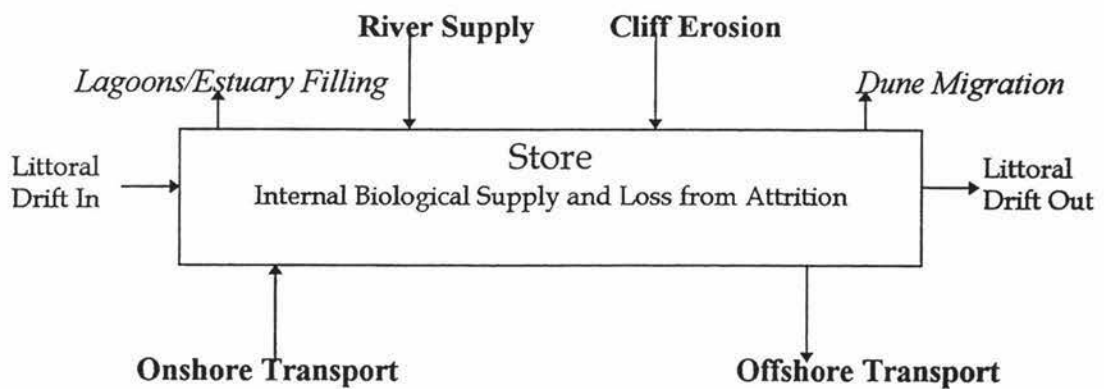 River Supply
Cliff Erosion
Lagoons/Estuary Filling
Dune Migration
Store
Littoral
Drift In
Internal Biological Supply and Loss from Attrition
Littoral
Drift Out
Onshore Transport
Offshore Transport